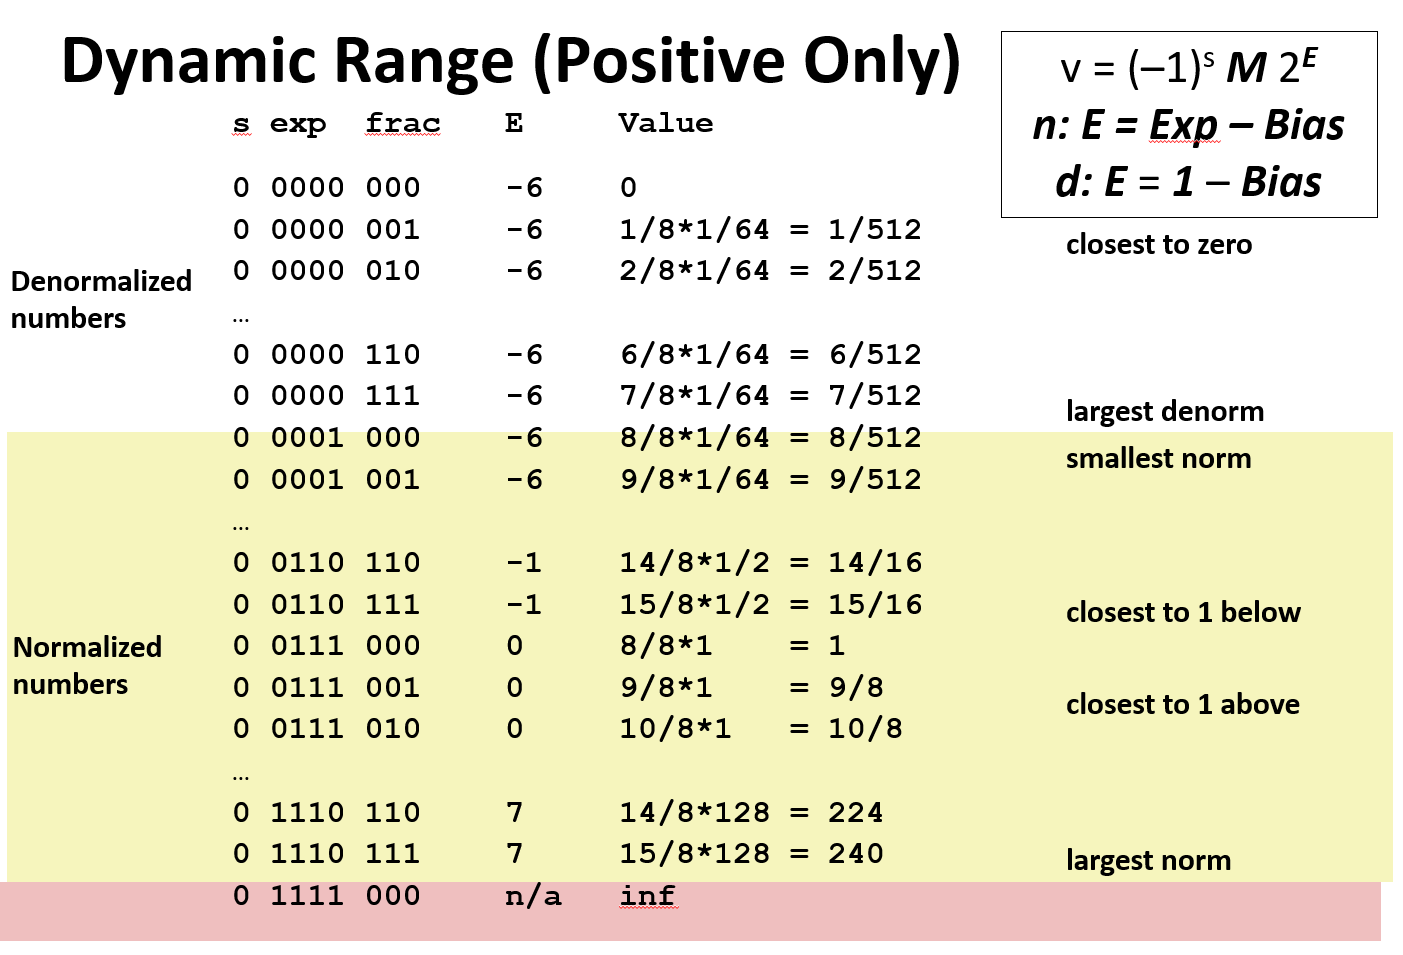 Dynamic Range (Positive Only)
v = (–1)ˢ M 2ᴱ
n: E = Exp – Bias
d: E = 1 – Bias
s exp frac E Value
0 0000 000 -6 0
0 0000 001 -6 1/8*1/64 = 1/512 closest to zero
0 0000 010 -6 2/8*1/64 = 2/512
Denormalized
numbers
…
0 0000 110 -6 6/8*1/64 = 6/512
0 0000 111 -6 7/8*1/64 = 7/512 largest denorm
0 0001 000 -6 8/8*1/64 = 8/512 smallest norm
0 0001 001 -6 9/8*1/64 = 9/512
…
0 0110 110 -1 14/8*1/2 = 14/16
0 0110 111 -1 15/8*1/2 = 15/16 closest to 1 below
Normalized
numbers
0 0111 000 0 8/8*1 = 1
0 0111 001 0 9/8*1 = 9/8 closest to 1 above
0 0111 010 0 10/8*1 = 10/8
…
0 1110 110 7 14/8*128 = 224
0 1110 111 7 15/8*128 = 240 largest norm
0 1111 000 n/a inf